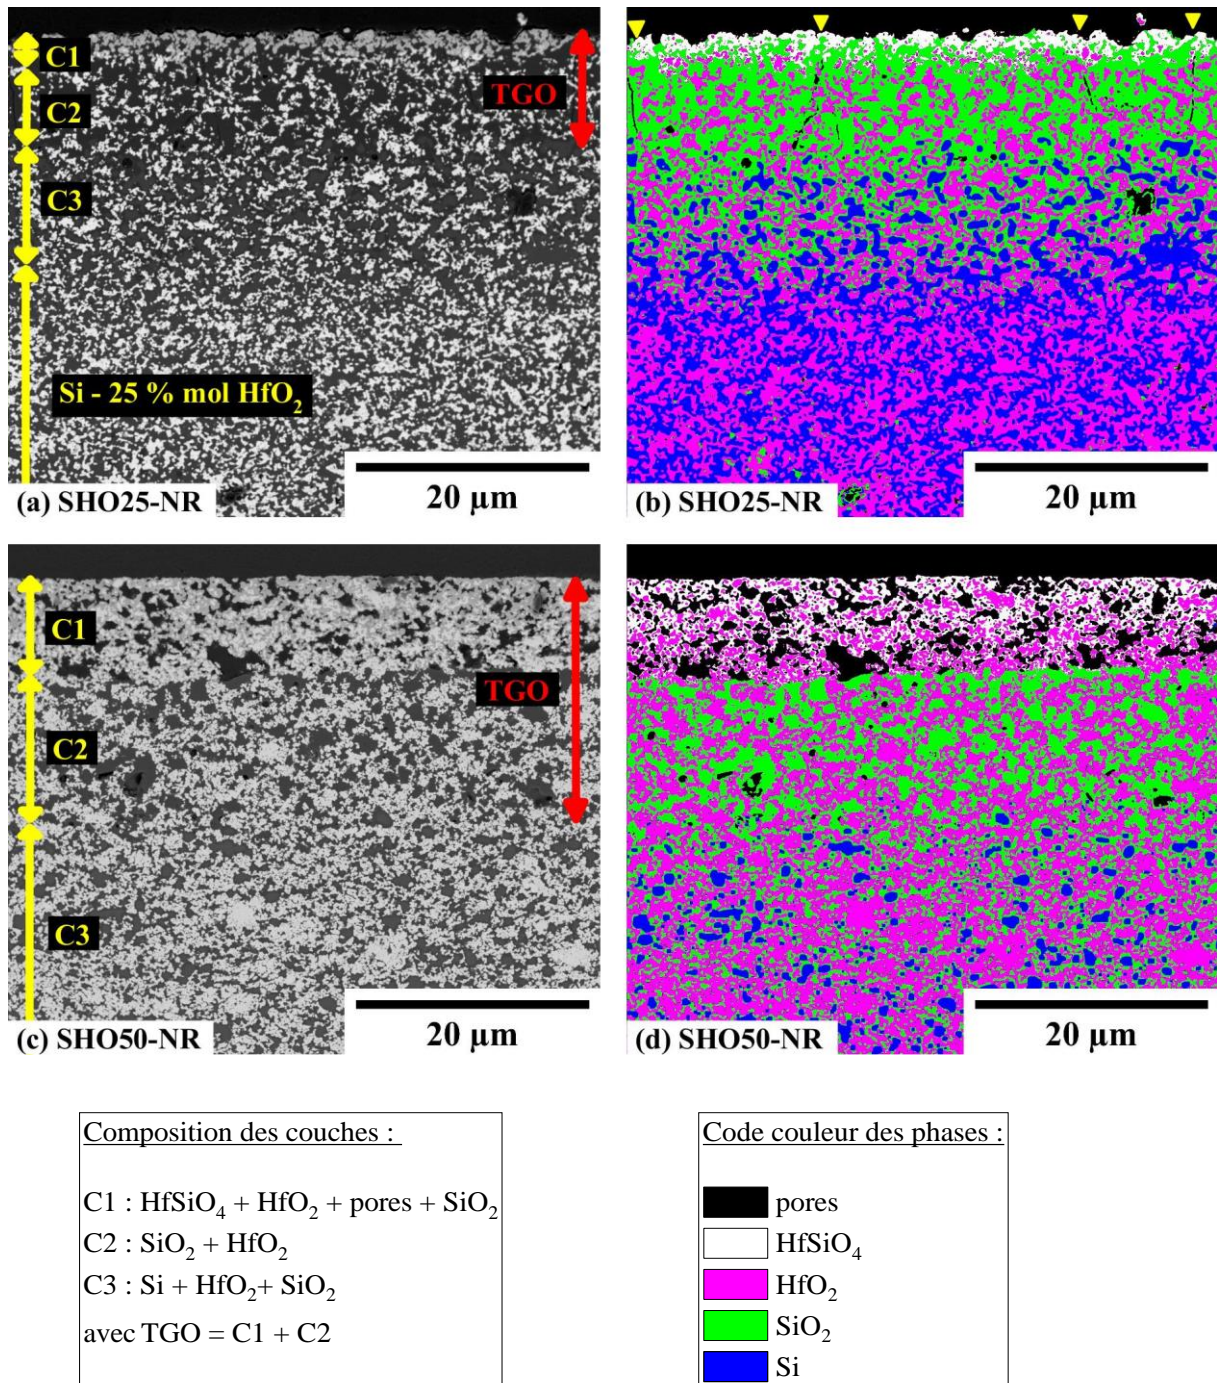 C1
C2
C3
TGO
Si - 25 % mol HfO₂
20 µm
(a) SHO25-NR
20 µm
(b) SHO25-NR
C1
C2
C3
TGO
20 µm
(c) SHO50-NR
20 µm
(d) SHO50-NR
Composition des couches :
C1 : HfSiO₄ + HfO₂ + pores + SiO₂
C2 : SiO₂ + HfO₂
C3 : Si + HfO₂+ SiO₂
avec TGO = C1 + C2
Code couleur des phases :
pores
HfSiO₄
HfO₂
SiO₂
Si